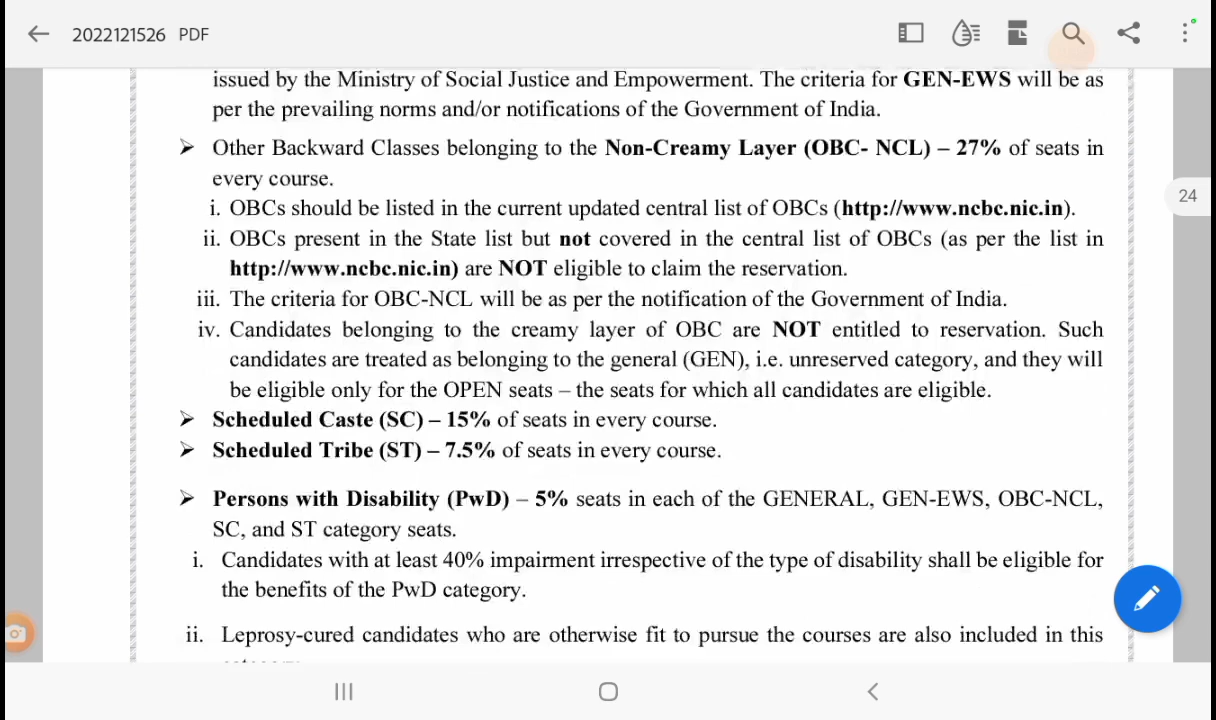 2022121526 PDF
issued by the Ministry of Social Justice and Empowerment. The criteria for GEN-EWS will be as
per the prevailing norms and/or notifications of the Government of India.
➤ Other Backward Classes belonging to the Non-Creamy Layer (OBC- NCL) – 27% of seats in
every course.
24
i. OBCs should be listed in the current updated central list of OBCs (http://www.ncbc.nic.in).
ii. OBCs present in the State list but not covered in the central list of OBCs (as per the list in
http://www.ncbc.nic.in) are NOT eligible to claim the reservation.
iii. The criteria for OBC-NCL will be as per the notification of the Government of India.
iv. Candidates belonging to the creamy layer of OBC are NOT entitled to reservation. Such
candidates are treated as belonging to the general (GEN), i.e. unreserved category, and they will
be eligible only for the OPEN seats – the seats for which all candidates are eligible.
➤ Scheduled Caste (SC) – 15% of seats in every course.
➤ Scheduled Tribe (ST) – 7.5% of seats in every course.
➤ Persons with Disability (PwD) – 5% seats in each of the GENERAL, GEN-EWS, OBC-NCL,
SC, and ST category seats.
i. Candidates with at least 40% impairment irrespective of the type of disability shall be eligible for
the benefits of the PwD category.
ii. Leprosy-cured candidates who are otherwise fit to pursue the courses are also included in this